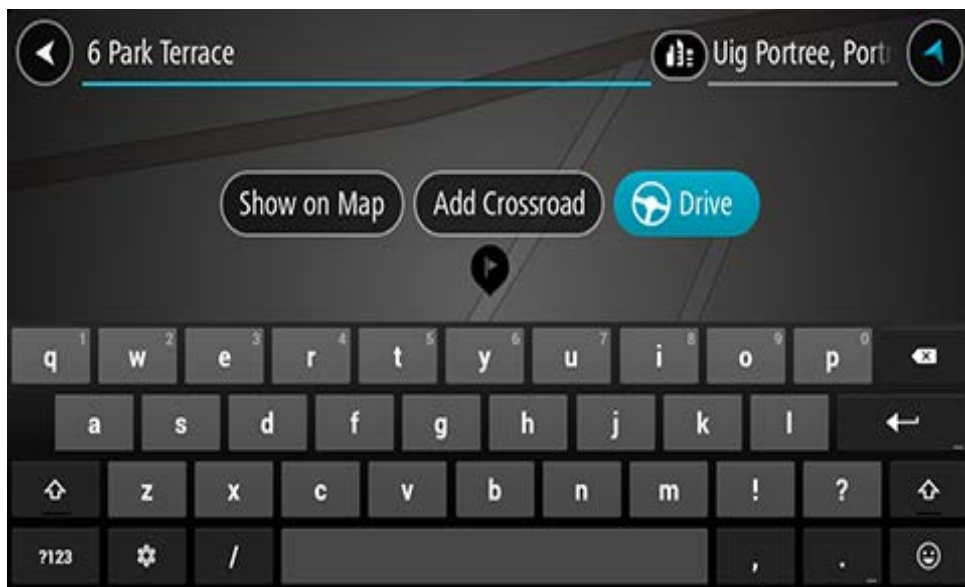 6 Park Terrace Uig Portree, Port
Show on Map Add Crossroad Drive
q 1 w 2 e 3 r 4 t 5 y 6 u 7 i 8 o 9 p 0
a s d f g h j k l
z x c v b n m ! ?
?123 / , .